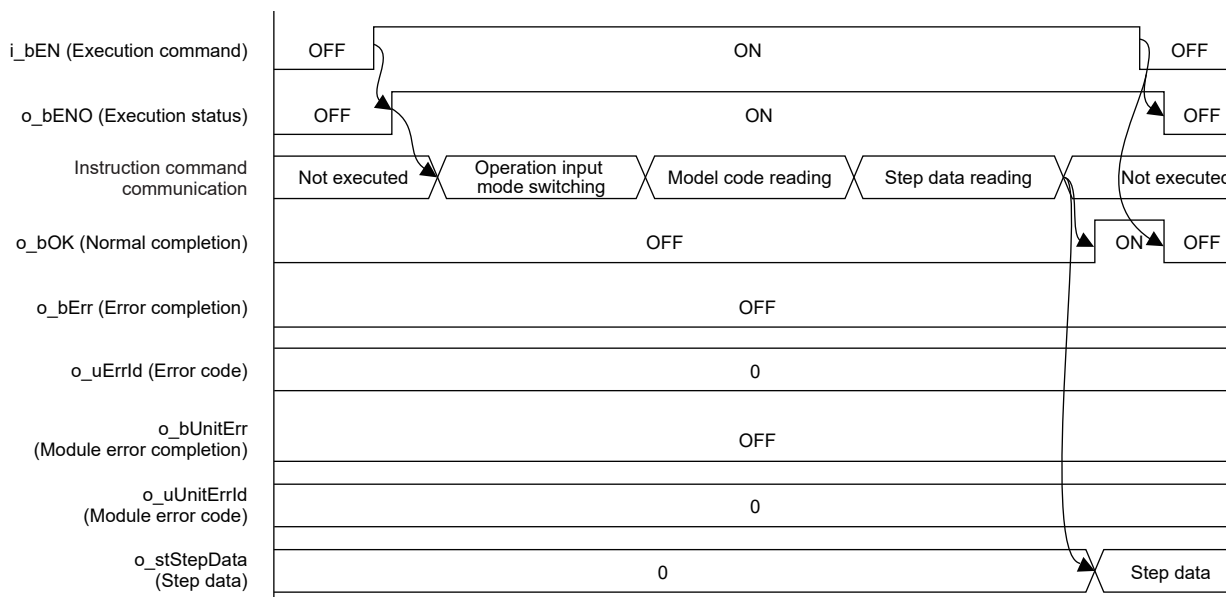 i_bEN (Execution command) OFF ON OFF
o_bENO (Execution status) OFF ON OFF
Instruction command
communication
Not executed
Operation input
mode switching
Model code reading
Step data reading
Not executed
o_bOK (Normal completion) OFF ON OFF
o_bErr (Error completion) OFF
o_uErrId (Error code) 0
o_bUnitErr
(Module error completion)
OFF
o_uUnitErrId
(Module error code)
0
o_stStepData
(Step data)
0
Step data